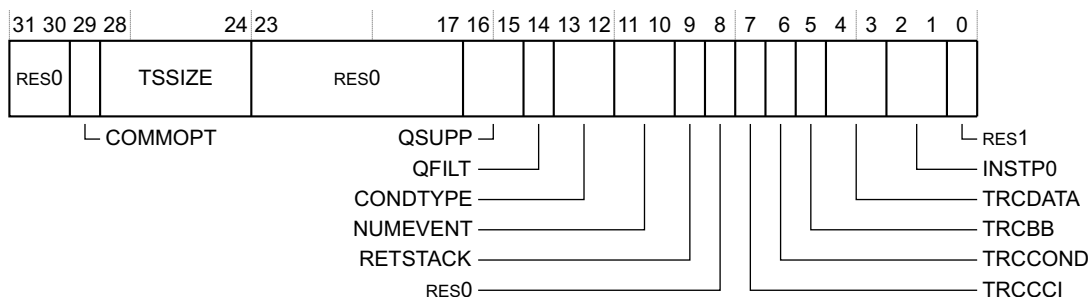 31 30 29 28 24 23 17 16 15 14 13 12 11 10 9 8 7 6 5 4 3 2 1 0
RES0 TSSIZE RES0
COMMOPT QSUPP RES1
QFILT INSTP0
CONDTYPE TRCDATA
NUMEVENT TRCBB
RETSTACK TRCCOND
RES0 TRCCCI